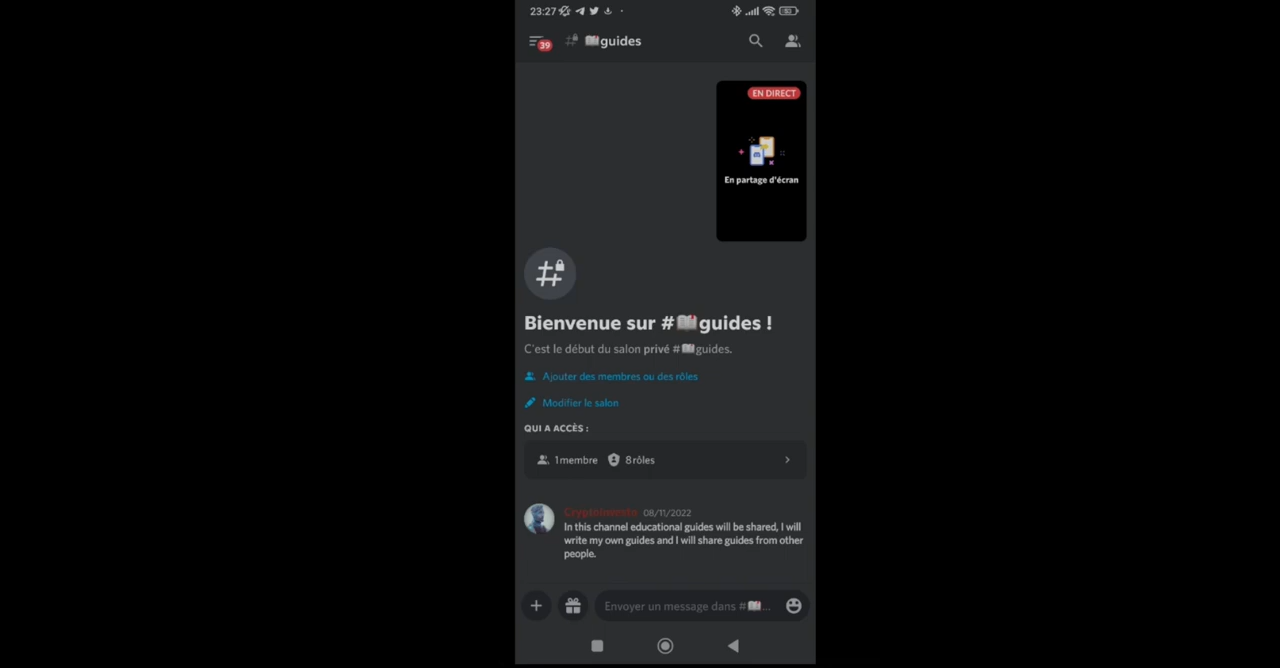 23:27
39
guides
EN DIRECT
En partage d'écran
Bienvenue sur #guides !
C'est le début du salon privé #guides.
Ajouter des membres ou des rôles
Modifier le salon
QUI A ACCÈS :
1 membre 8 rôles
08/11/2022
In this channel educational guides will be shared, I will
write my own guides and I will share guides from other
people.
Envoyer un message dans #...